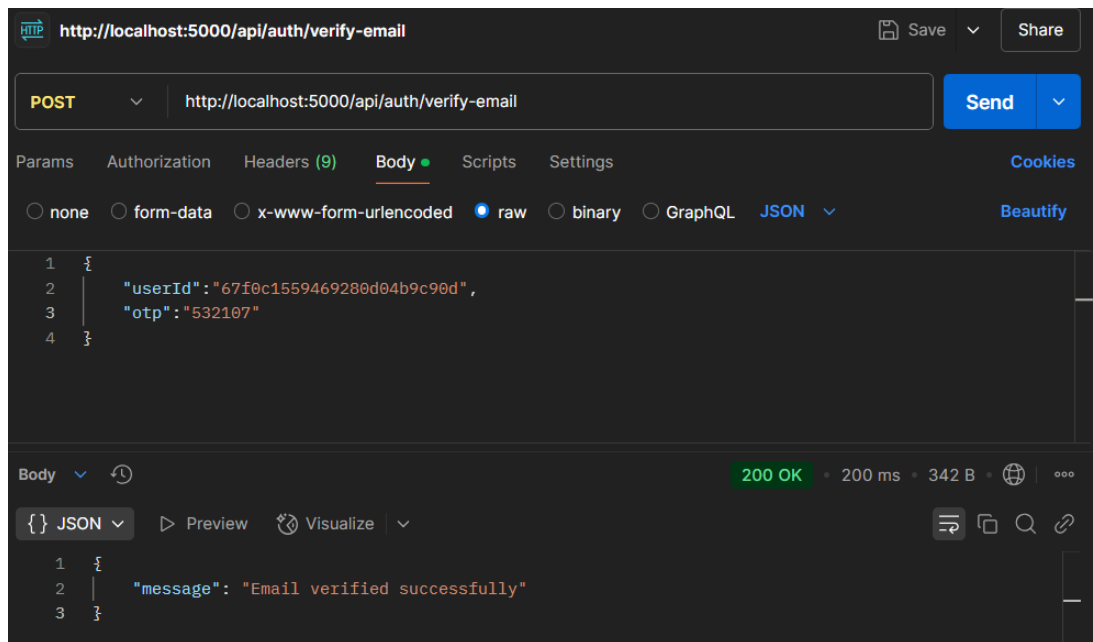 HTTP http://localhost:5000/api/auth/verify-email Save Share
POST http://localhost:5000/api/auth/verify-email Send
Params Authorization Headers (9) Body Scripts Settings Cookies
none form-data x-www-form-urlencoded raw binary GraphQL JSON Beautify
1 {
2 "userId":"67f0c1559469280d04b9c90d",
3 "otp":"532107"
4 }
Body 200 OK • 200 ms • 342 B •
{} JSON Preview Visualize
1 {
2 "message": "Email verified successfully"
3 }